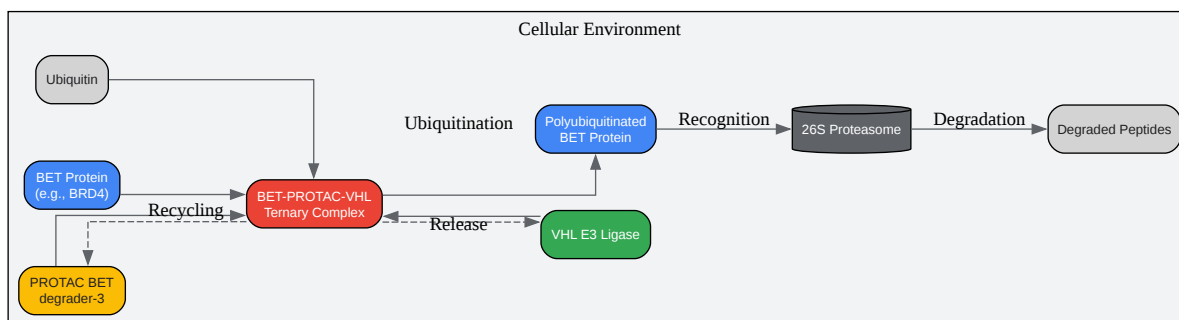 Cellular Environment
Ubiquitin
Ubiquitination
Polyubiquitinated
BET Protein
Recognition
26S Proteasome
Degradation
Degraded Peptides
BET Protein
(e.g., BRD4)
Recycling
BET-PROTAC-VHL
Ternary Complex
Release
VHL E3 Ligase
PROTAC BET
degrader-3